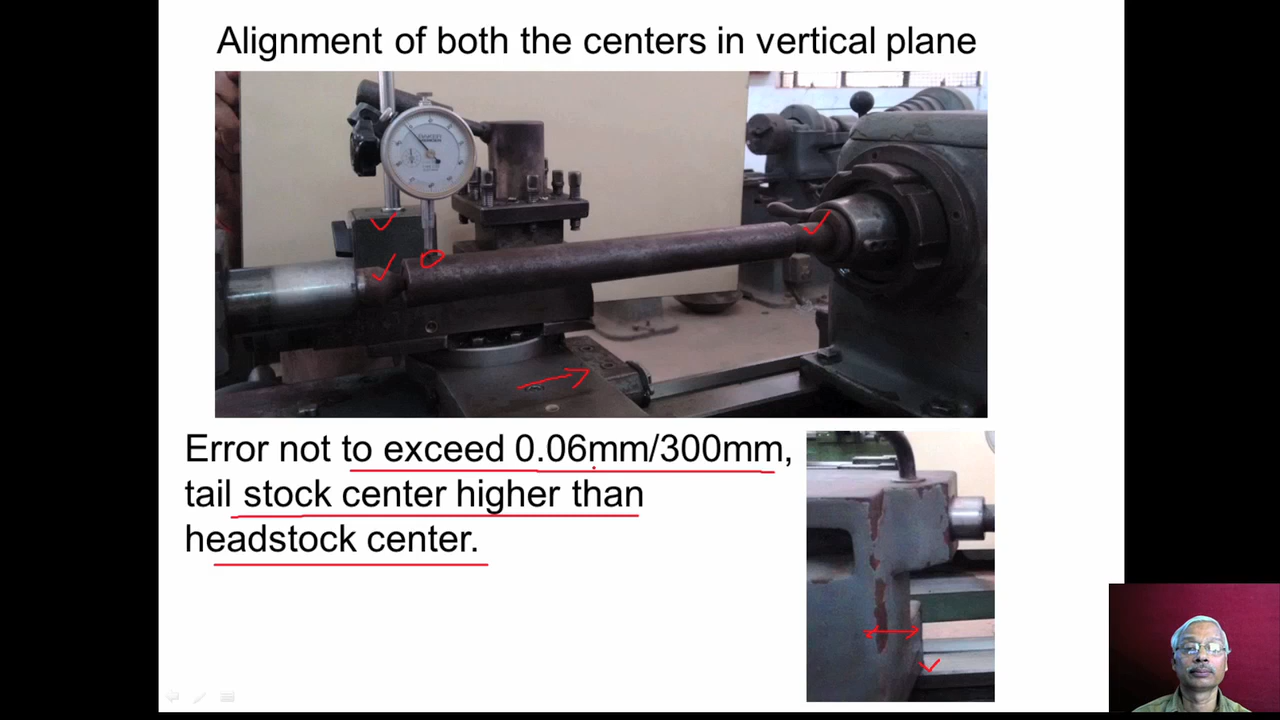 Alignment of both the centers in vertical plane
Error not to exceed 0.06mm/300mm,
tail stock center higher than
headstock center.